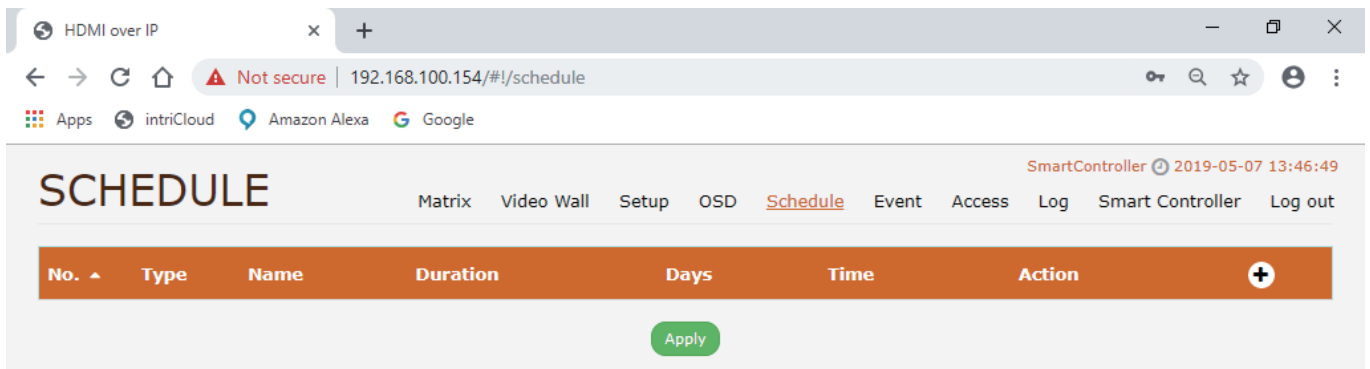 HDMI over IP
Not secure | 192.168.100.154/#!/schedule
Apps intriCloud Amazon Alexa Google
SmartController 2019-05-07 13:46:49
SCHEDULE
Matrix Video Wall Setup OSD Schedule Event Access Log Smart Controller Log out
No. Type Name Duration Days Time Action
Apply